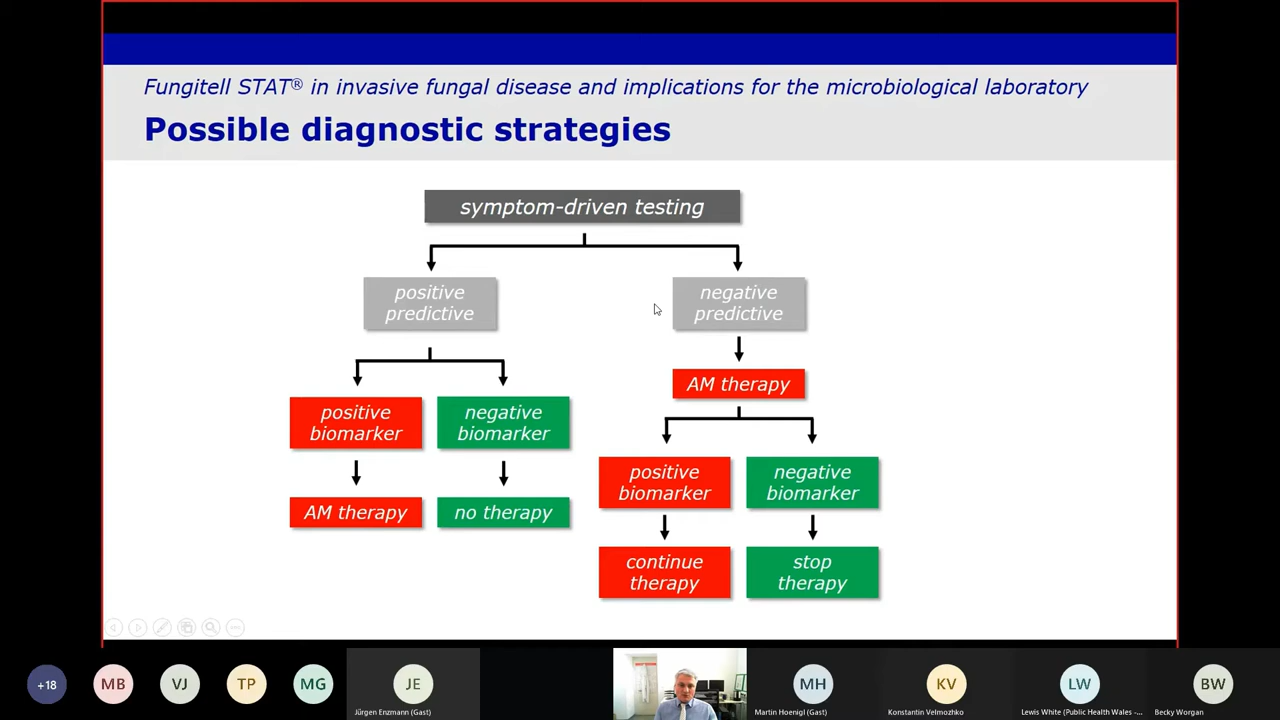 Fungitell STAT® in invasive fungal disease and implications for the microbiological laboratory
Possible diagnostic strategies
symptom-driven testing
positive
predictive
negative
predictive
AM therapy
positive
biomarker
negative
biomarker
AM therapy
no therapy
positive
biomarker
negative
biomarker
continue
therapy
stop
therapy
+18
MB
VJ
TP
MG
JE
MH
KV
LW
BW
Jürgen Enzmann (Gast)
Martin Hoenigl (Gast)
Konstantin Velmozhko
Lewis White (Public Health Wales - ...
Becky Worgan